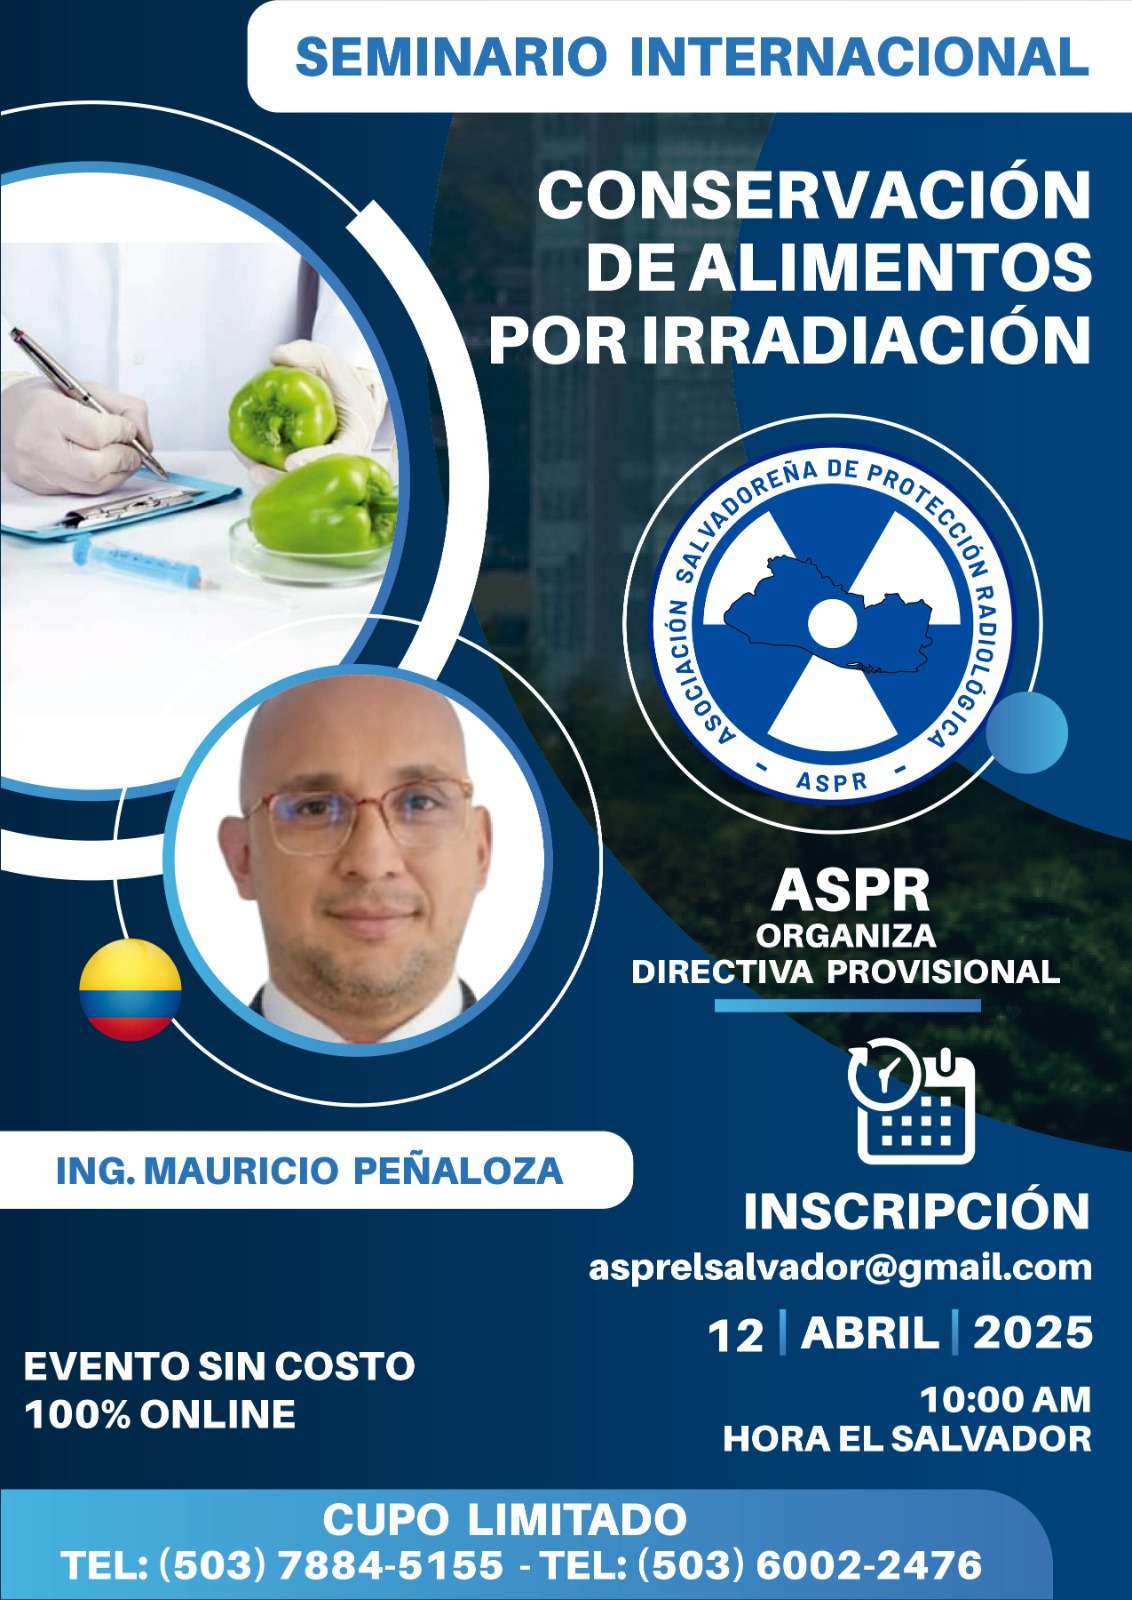 SEMINARIO INTERNACIONAL
CONSERVACIÓN
DE ALIMENTOS
POR IRRADIACIÓN
ASOCIACIÓN SALVADOREÑA DE PROTECCIÓN RADIOLÓGICA
- ASPR -
ASPR
ORGANIZA
DIRECTIVA PROVISIONAL
ING. MAURICIO PEÑALOZA
INSCRIPCIÓN
asprelsalvador@gmail.com
12 | ABRIL | 2025
10:00 AM
HORA EL SALVADOR
EVENTO SIN COSTO
100% ONLINE
CUPO LIMITADO
TEL: (503) 7884-5155 - TEL: (503) 6002-2476